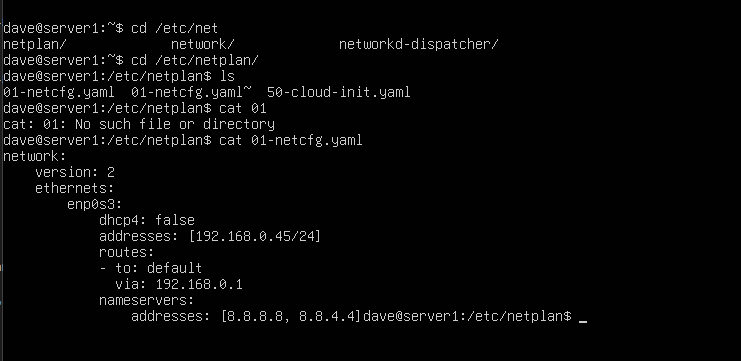 dave@server1:~$ cd /etc/net
netplan/             network/             networkd-dispatcher/
dave@server1:~$ cd /etc/netplan/
dave@server1:/etc/netplan$ ls
01-netcfg.yaml  01-netcfg.yaml~  50-cloud-init.yaml
dave@server1:/etc/netplan$ cat 01
cat: 01: No such file or directory
dave@server1:/etc/netplan$ cat 01-netcfg.yaml
network:
    version: 2
    ethernets:
        enp0s3:
            dhcp4: false
            addresses: [192.168.0.45/24]
            routes:
            - to: default
              via: 192.168.0.1
            nameservers:
                addresses: [8.8.8.8, 8.8.4.4]dave@server1:/etc/netplan$ _